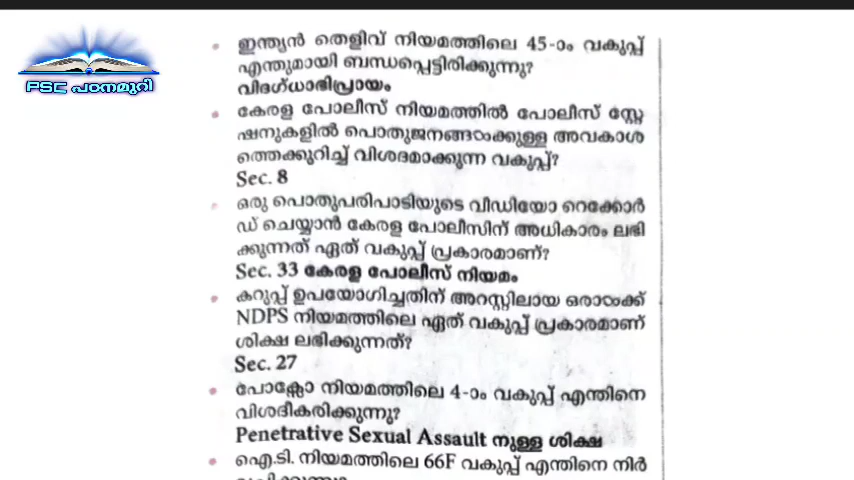 PSC പഠനമുറി
ഇന്ത്യൻ തെളിവ് നിയമത്തിലെ 45-ാം വകുപ്പ്
എന്തുമായി ബന്ധപ്പെട്ടിരിക്കുന്നു?
വിദഗ്ധാഭിപ്രായം
കേരള പോലീസ് നിയമത്തിൽ പോലീസ് സ്റ്റേ
ഷനുകളിൽ പൊതുജനങ്ങൾക്കുള്ള അവകാശ
ത്തെക്കുറിച്ച് വിശദമാക്കുന്ന വകുപ്പ്?
Sec. 8
ഒരു പൊതുപരിപാടിയുടെ വീഡിയോ റെക്കോർ
ഡ് ചെയ്യാൻ കേരള പോലീസിന് അധികാരം ലഭി
ക്കുന്നത് ഏത് വകുപ്പ് പ്രകാരമാണ്?
Sec. 33 കേരള പോലീസ് നിയമം
കറുപ്പ് ഉപയോഗിച്ചതിന് അറസ്റ്റിലായ ഒരാൾക്ക്
NDPS നിയമത്തിലെ ഏത് വകുപ്പ് പ്രകാരമാണ്
ശിക്ഷ ലഭിക്കുന്നത്?
Sec. 27
പോക്സോ നിയമത്തിലെ 4-ാം വകുപ്പ് എന്തിനെ
വിശദീകരിക്കുന്നു?
Penetrative Sexual Assault നുള്ള ശിക്ഷ
ഐ.ടി. നിയമത്തിലെ 66F വകുപ്പ് എന്തിനെ നിർ